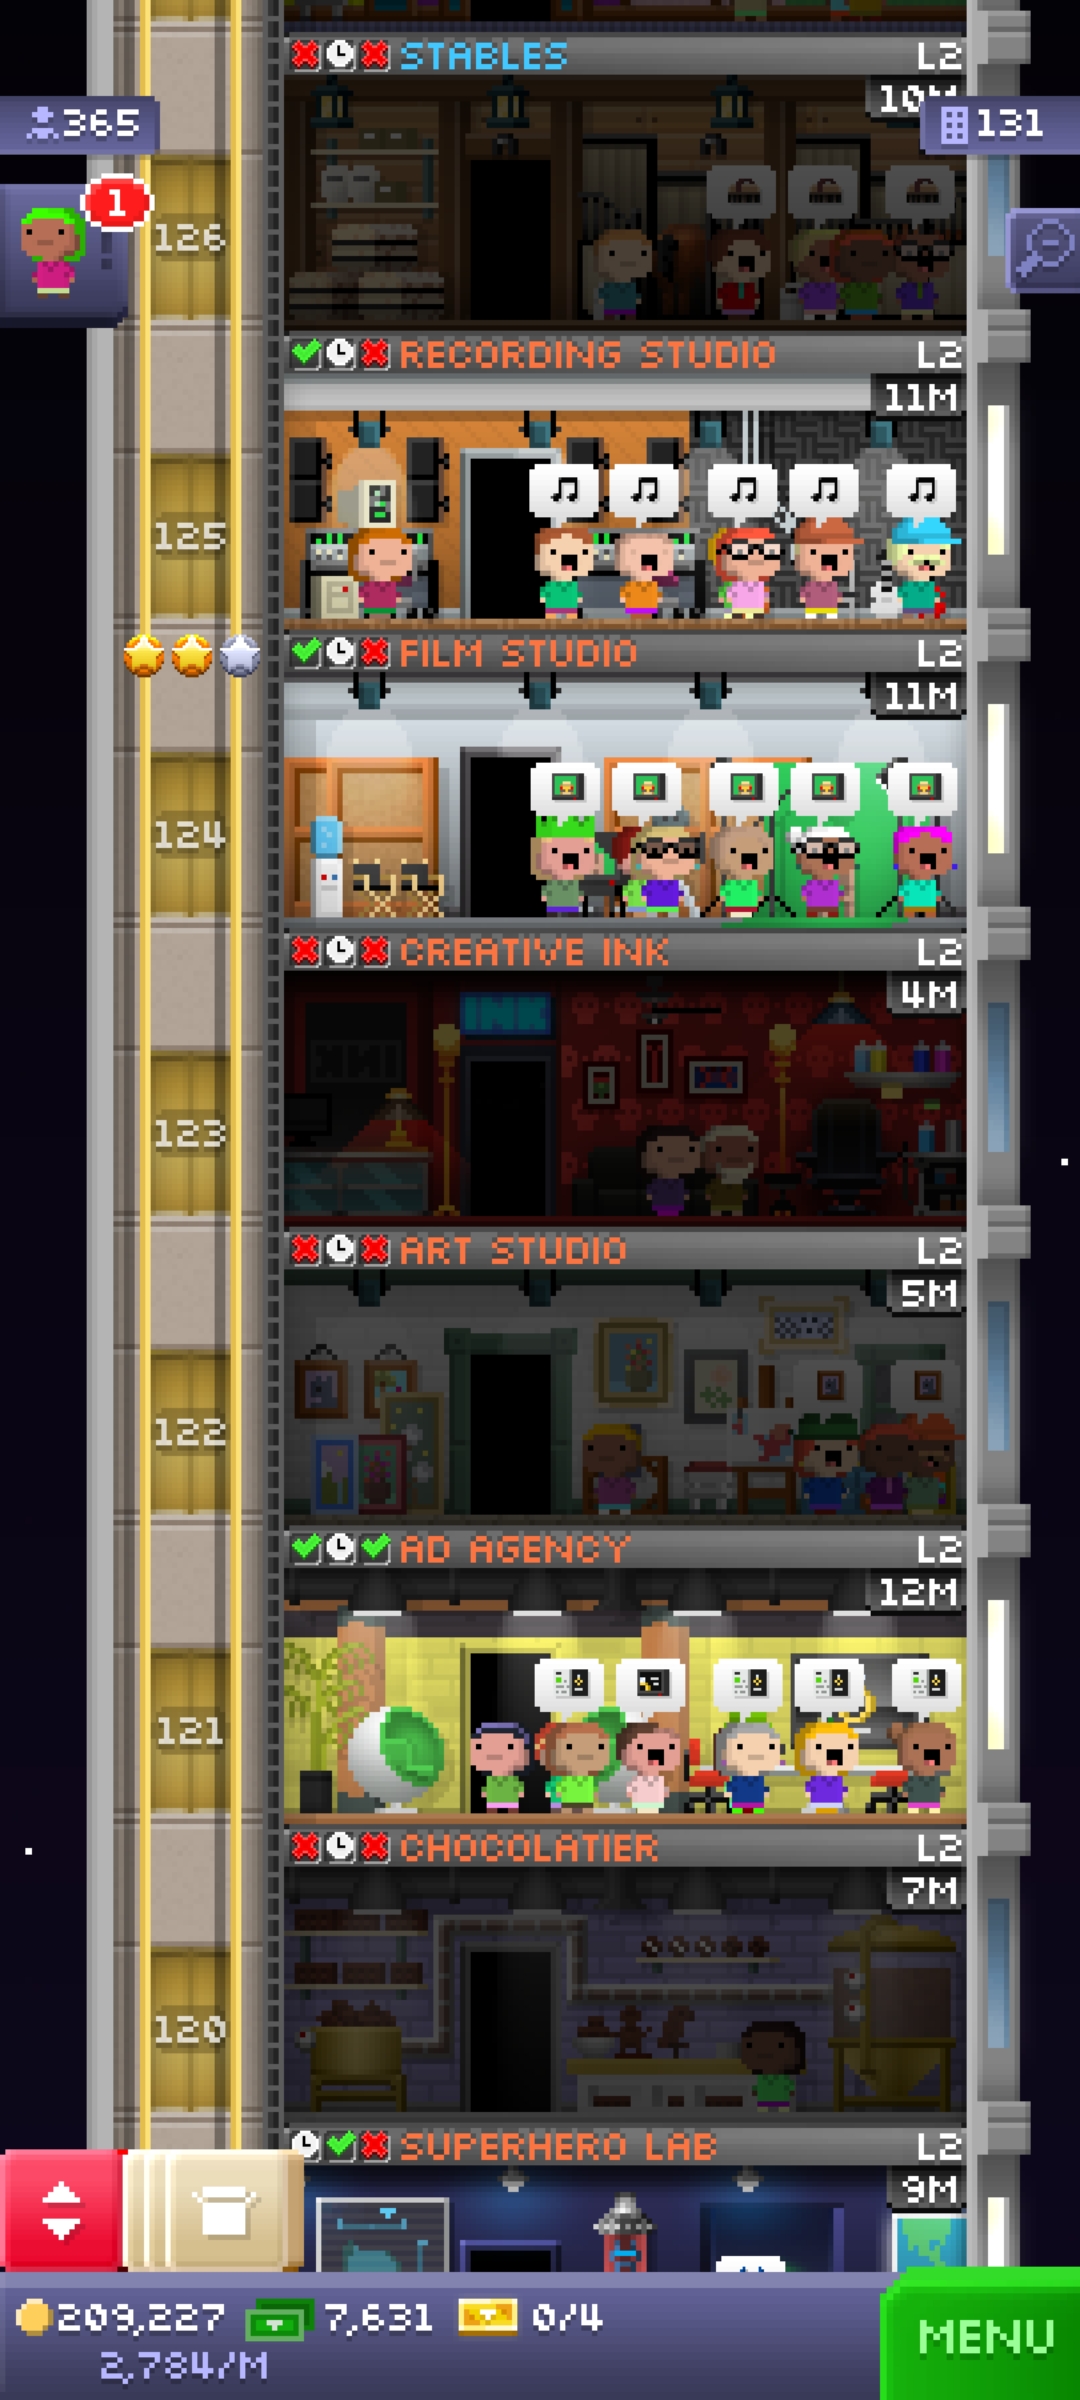 STABLES L2
10M
365
131
1
126
RECORDING STUDIO L2
11M
125
FILM STUDIO L2
11M
124
CREATIVE INK L2
4M
INK
123
ART STUDIO L2
5M
122
AD AGENCY L2
12M
121
CHOCOLATIER L2
7M
120
SUPERHERO LAB L2
9M
209,227 7,631 0/4
2,784/M
MENU